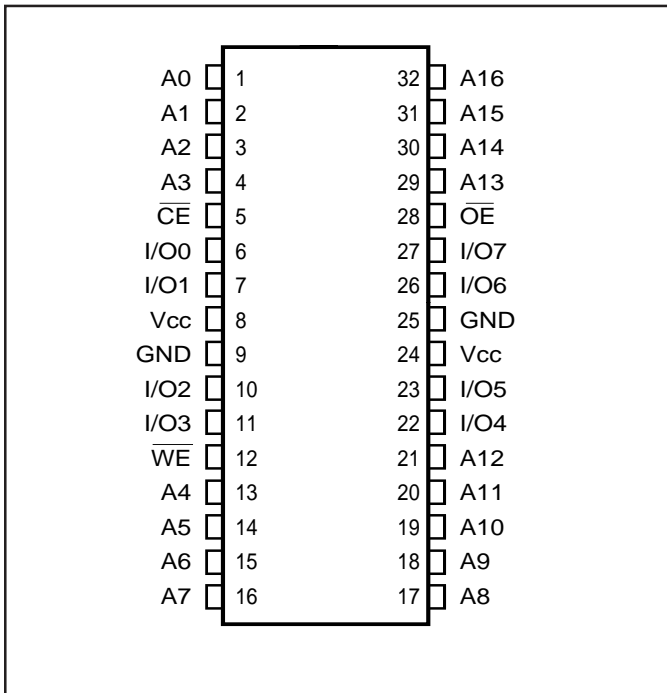 A0 1 32 A16
A1 2 31 A15
A2 3 30 A14
A3 4 29 A13
C̅E̅ 5 28 O̅E̅
I/O0 6 27 I/O7
I/O1 7 26 I/O6
Vcc 8 25 GND
GND 9 24 Vcc
I/O2 10 23 I/O5
I/O3 11 22 I/O4
W̅E̅ 12 21 A12
A4 13 20 A11
A5 14 19 A10
A6 15 18 A9
A7 16 17 A8